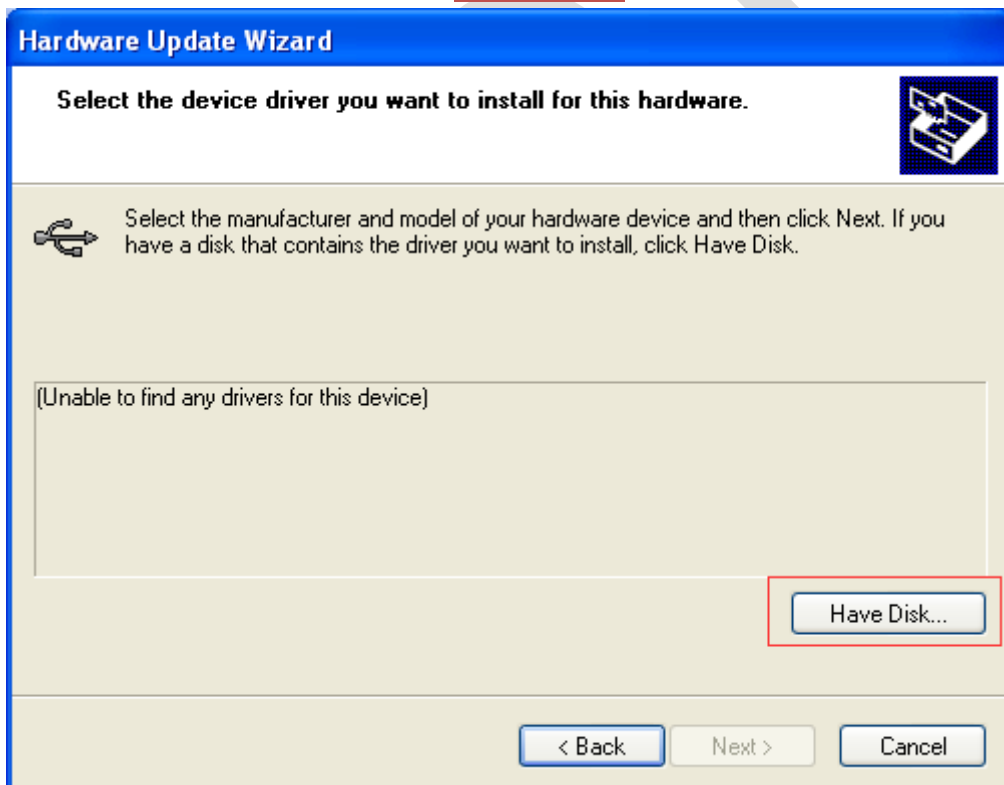 Hardware Update Wizard
Select the device driver you want to install for this hardware.
Select the manufacturer and model of your hardware device and then click Next. If you
have a disk that contains the driver you want to install, click Have Disk.
(Unable to find any drivers for this device)
Have Disk...
< Back Next > Cancel